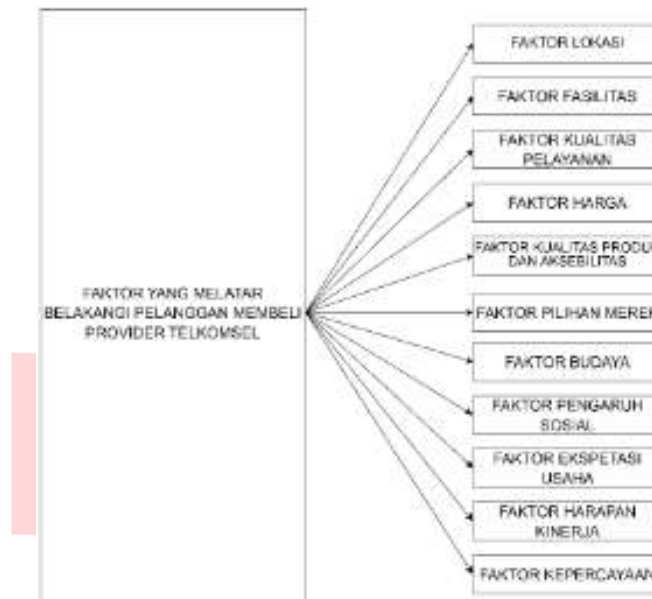 FAKTOR YANG MELATAR
BELAKANGI PELANGGAN MEMBELI
PROVIDER TELKOMSEL
FAKTOR LOKASI
FAKTOR FASILITAS
FAKTOR KUALITAS
PELAYANAN
FAKTOR HARGA
FAKTOR KUALITAS PRODUK
DAN AKSEBILITAS
FAKTOR PILIHAN MEREK
FAKTOR BUDAYA
FAKTOR PENGARUH
SOSIAL
FAKTOR EKSPETASI
USAHA
FAKTOR HARAPAN
KINERJA
FAKTOR KEPERCAYAAN